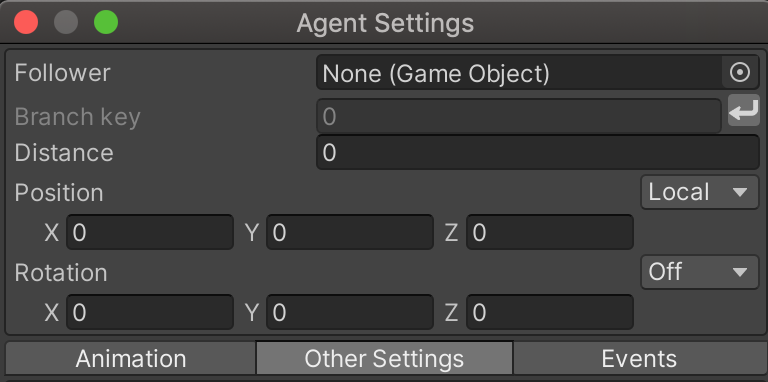 Agent Settings
Follower None (Game Object)
Branch key 0
Distance 0
Position Local
X 0 Y 0 Z 0
Rotation Off
X 0 Y 0 Z 0
Animation Other Settings Events